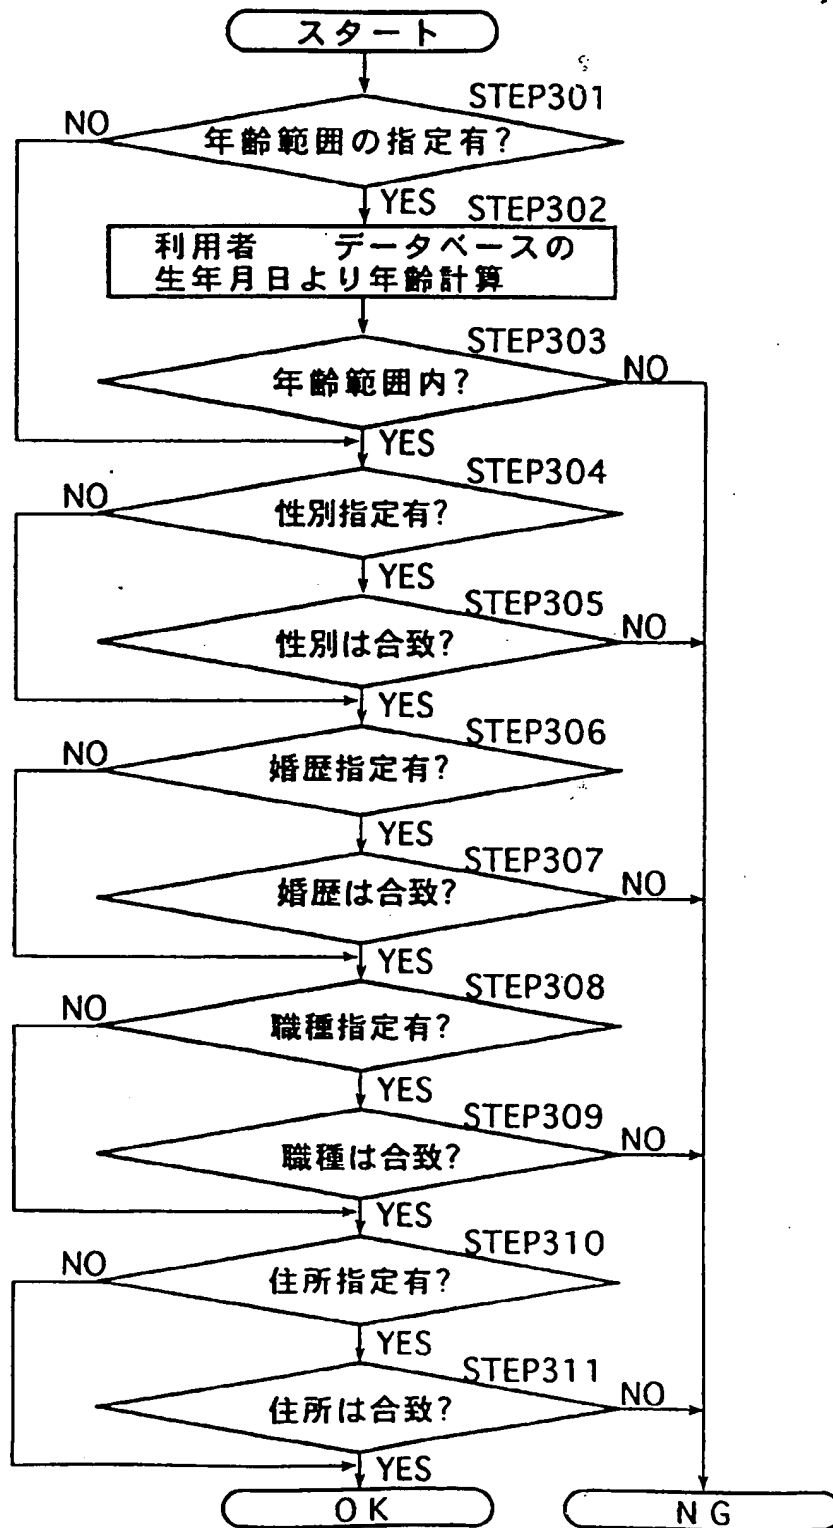 スタート
STEP301
NO
年齢範囲の指定有?
YES
STEP302
利用者 データベースの
生年月日より年齢計算
STEP303
年齢範囲内?
NO
YES
STEP304
NO
性別指定有?
YES
STEP305
性別は合致?
NO
YES
STEP306
NO
婚歴指定有?
YES
STEP307
婚歴は合致?
NO
YES
STEP308
NO
職種指定有?
YES
STEP309
職種は合致?
NO
YES
STEP310
NO
住所指定有?
YES
STEP311
住所は合致?
NO
YES
OK
NG